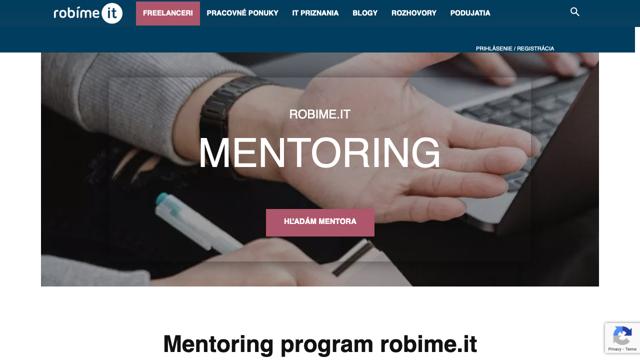 robíme it
FREELANCERI PRACOVNÉ PONUKY IT PRIZNANIA BLOGY ROZHOVORY PODUJATIA
PRIHLÁSENIE / REGISTRÁCIA
ROBIME.IT
MENTORING
HĽADÁM MENTORA
Mentoring program robime.it
Privacy - Terms